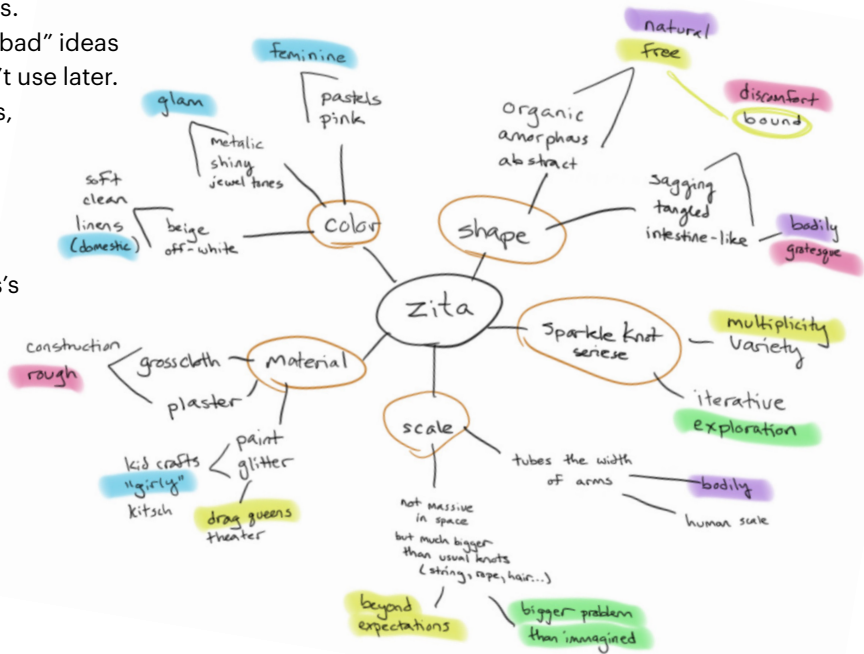 s.
bad” ideas
’t use later.
s,
s’s
zita
color
feminine
pastels
pink
glam
metalic
shiny
jewel tones
soft
clean
linens
(domestic)
beige
off-white
shape
natural
free
organic
amorphous
abstract
discomfort
bound
sagging
tangled
intestine-like
bodily
grotesque
Sparkle Knot
seriese
multiplicity
variety
iterative
exploration
scale
tubes the width
of arms
bodily
human scale
not massive
in space
but much bigger
than usual knots
(string, rope, hair...)
beyond
expectations
bigger problem
than immagined
material
construction
rough
grosscloth
plaster
paint
glitter
kid crafts
"girly"
kitsch
drag queens
theater